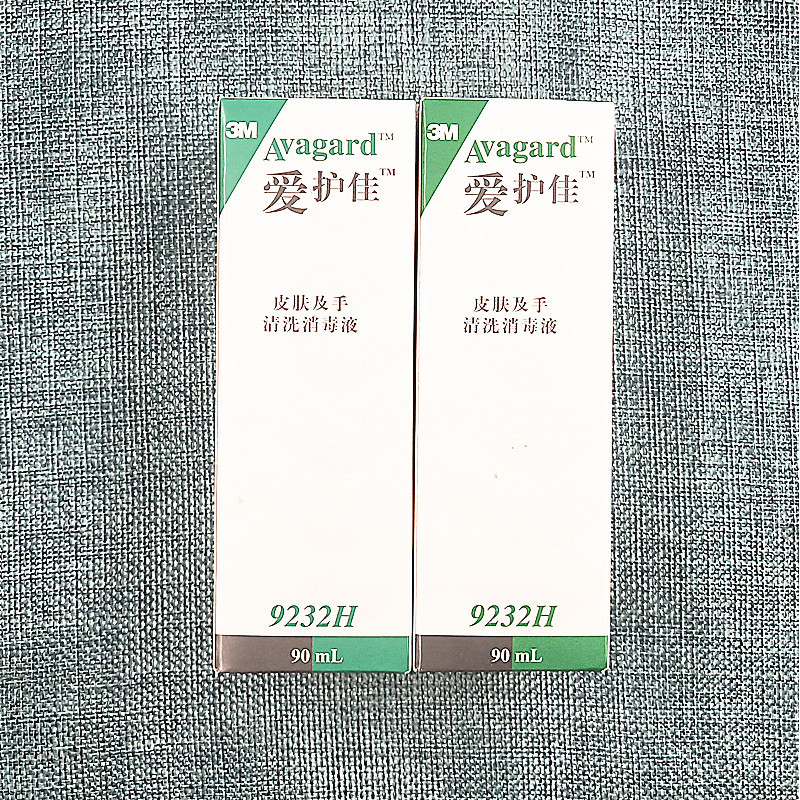 3M
Avagard™
爱护佳™
皮肤及手
清洗消毒液
9232H
90 mL
3M
Avagard™
爱护佳™
皮肤及手
清洗消毒液
9232H
90 mL